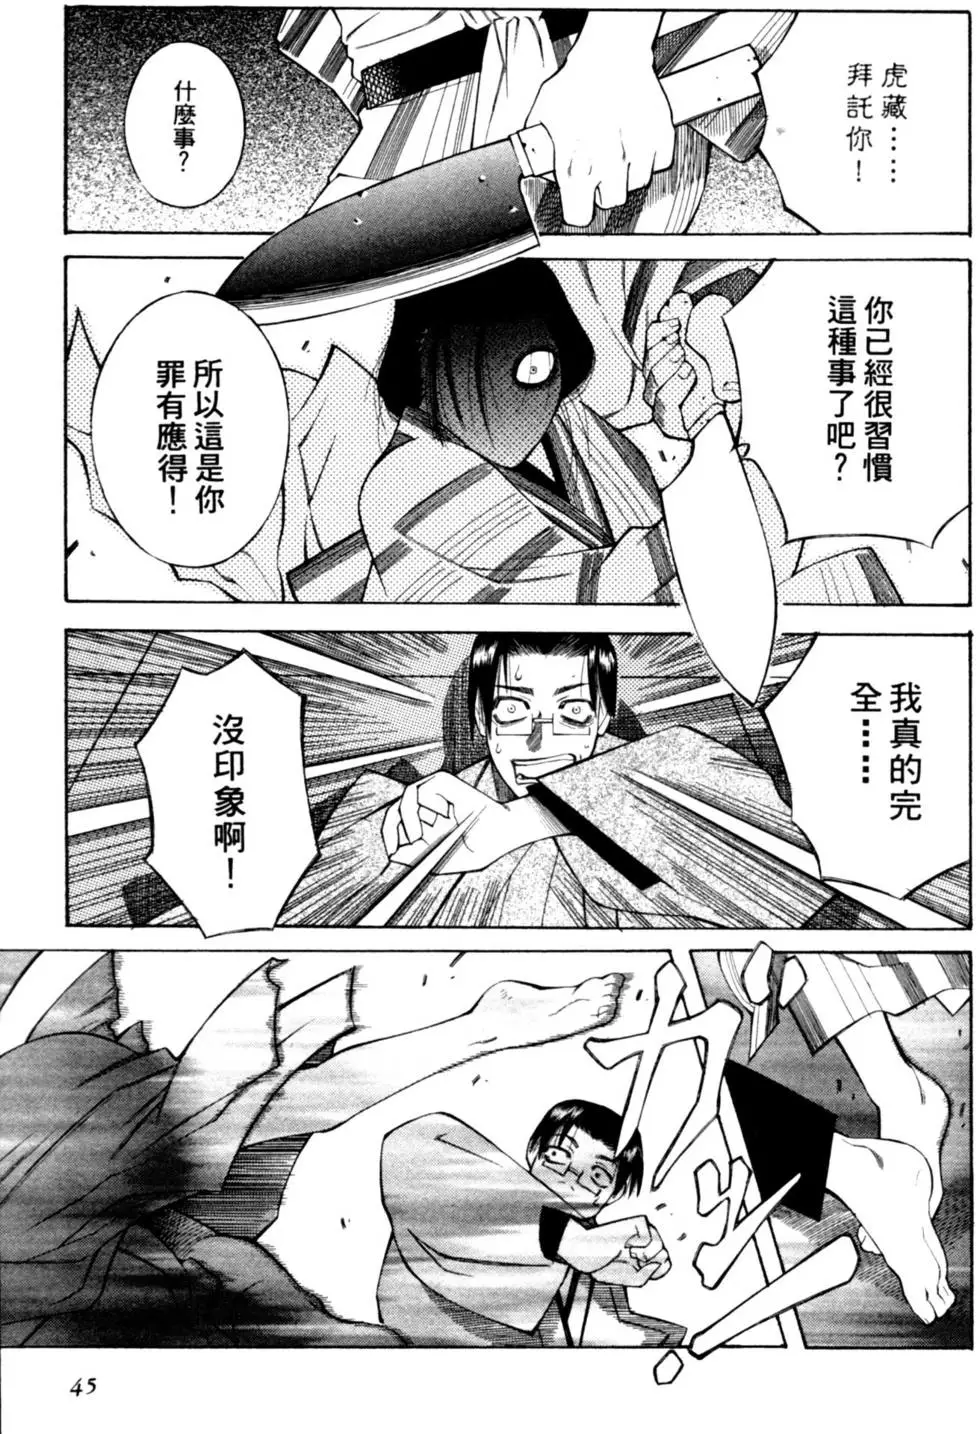 虎藏……
拜託你！
什麼事？
你已經很習慣
這種事了吧？
所以這是你
罪有應得！
我真的完
全……
沒印象啊！
45